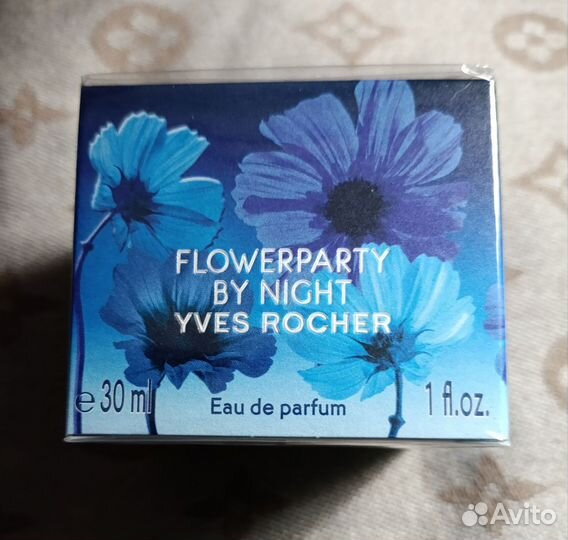 FLOWERPARTY
BY NIGHT
YVES ROCHER
e 30 ml
Eau de parfum
1 fl.oz.
Avito